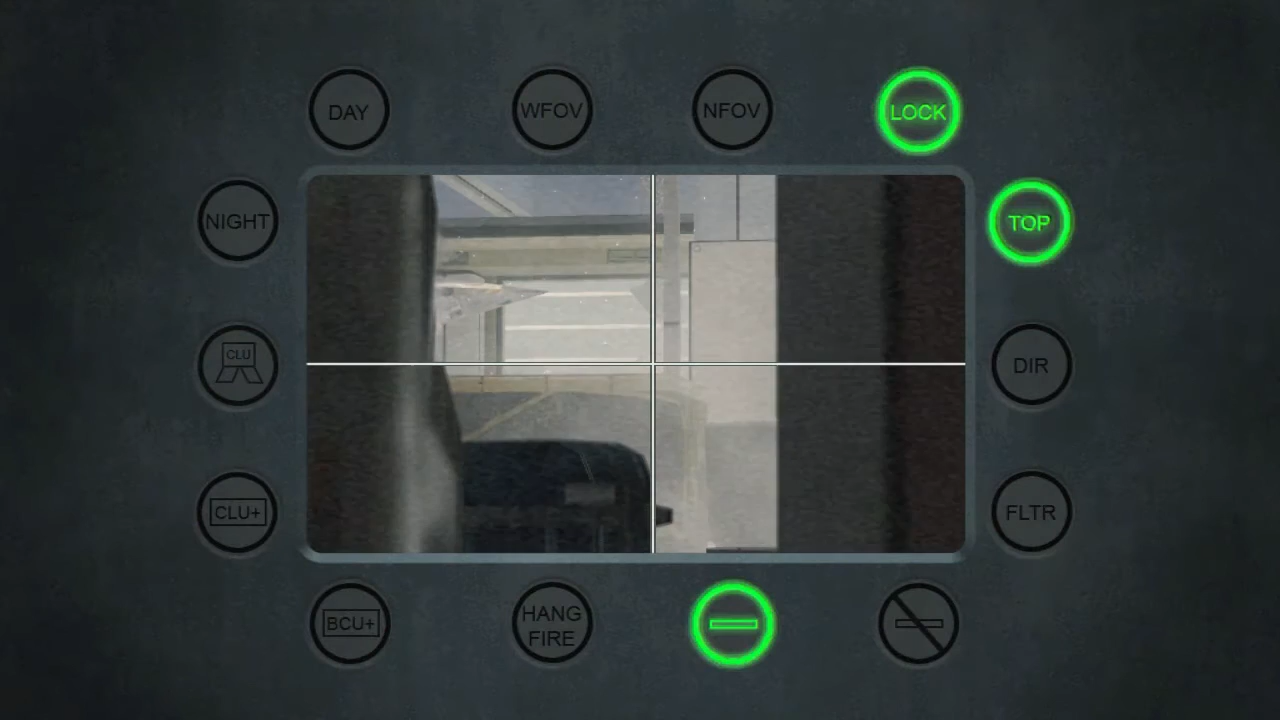 DAY
WFOV
NFOV
LOCK
NIGHT
TOP
CLU
DIR
CLU+
FLTR
BCU+
HANG
FIRE